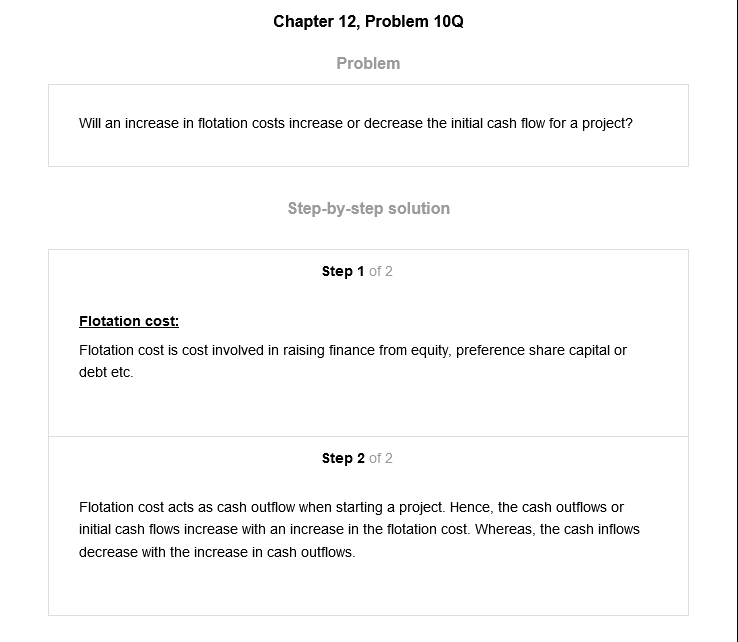 Chapter 12, Problem 10Q
Problem
Will an increase in flotation costs increase or decrease the initial cash flow for a project?
Step-by-step solution
Step 1 of 2
Flotation cost:
Flotation cost is cost involved in raising finance from equity, preference share capital or
debt etc.
Step 2 of 2
Flotation cost acts as cash outflow when starting a project. Hence, the cash outflows or
initial cash flows increase with an increase in the flotation cost. Whereas, the cash inflows
decrease with the increase in cash outflows.